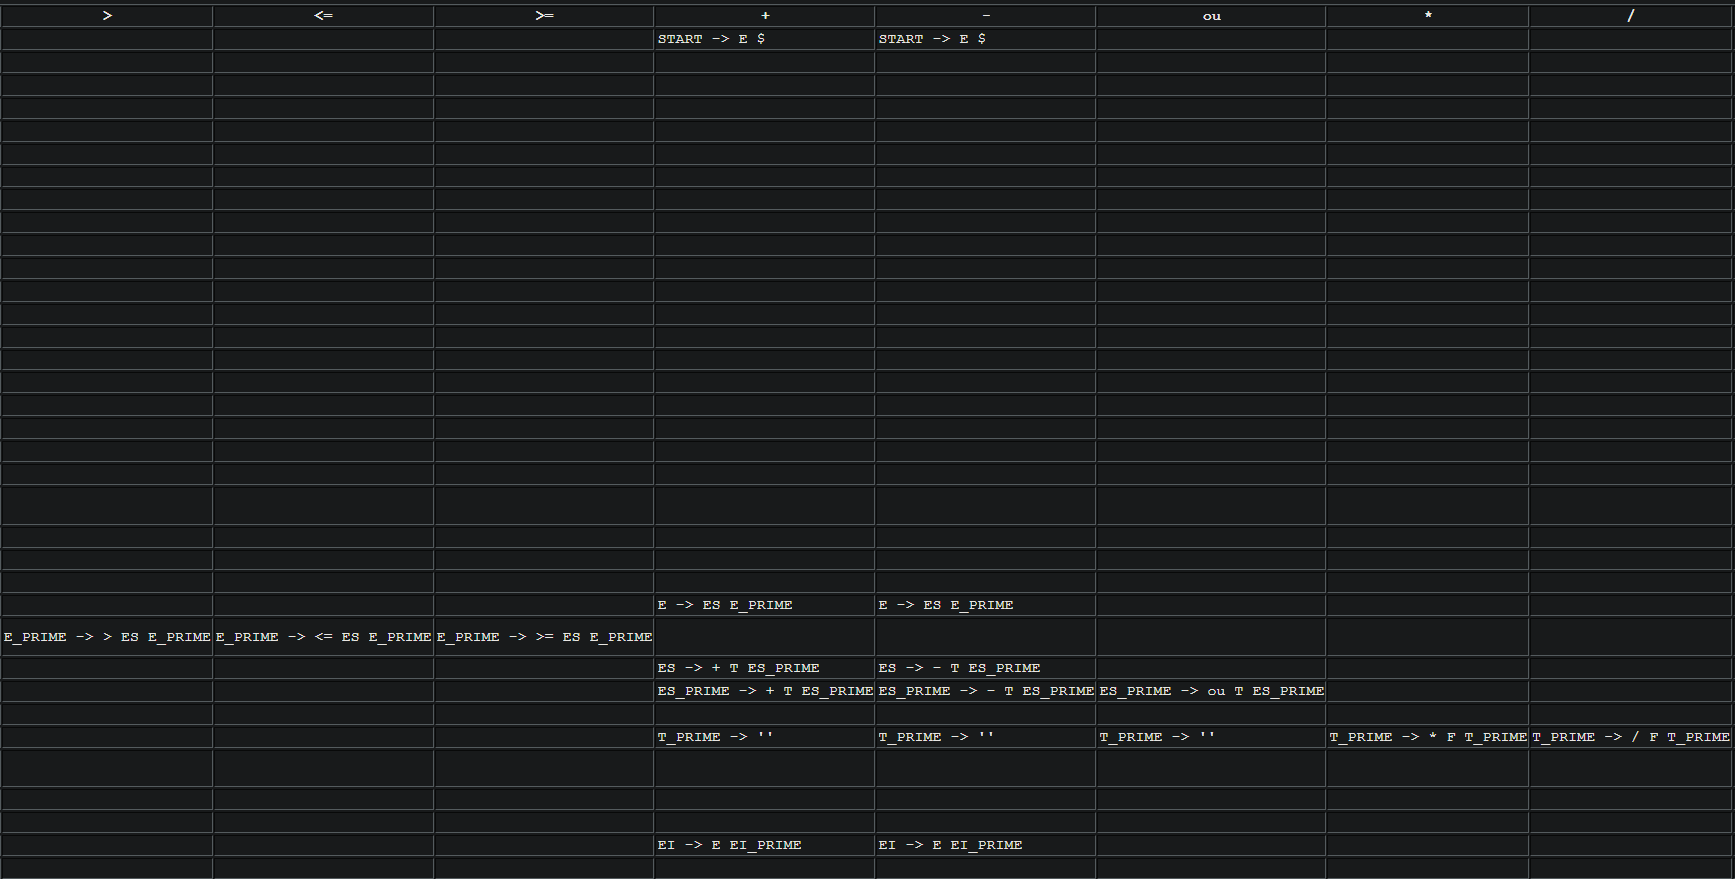 > <= >= + - ou * /
START -> E $ START -> E $
E -> ES E_PRIME E -> ES E_PRIME
E_PRIME -> > ES E_PRIME E_PRIME -> <= ES E_PRIME E_PRIME -> >= ES E_PRIME
ES -> + T ES_PRIME ES -> - T ES_PRIME
ES_PRIME -> + T ES_PRIME ES_PRIME -> - T ES_PRIME ES_PRIME -> ou T ES_PRIME
T_PRIME -> '' T_PRIME -> '' T_PRIME -> '' T_PRIME -> * F T_PRIME T_PRIME -> / F T_PRIME
EI -> E EI_PRIME EI -> E EI_PRIME